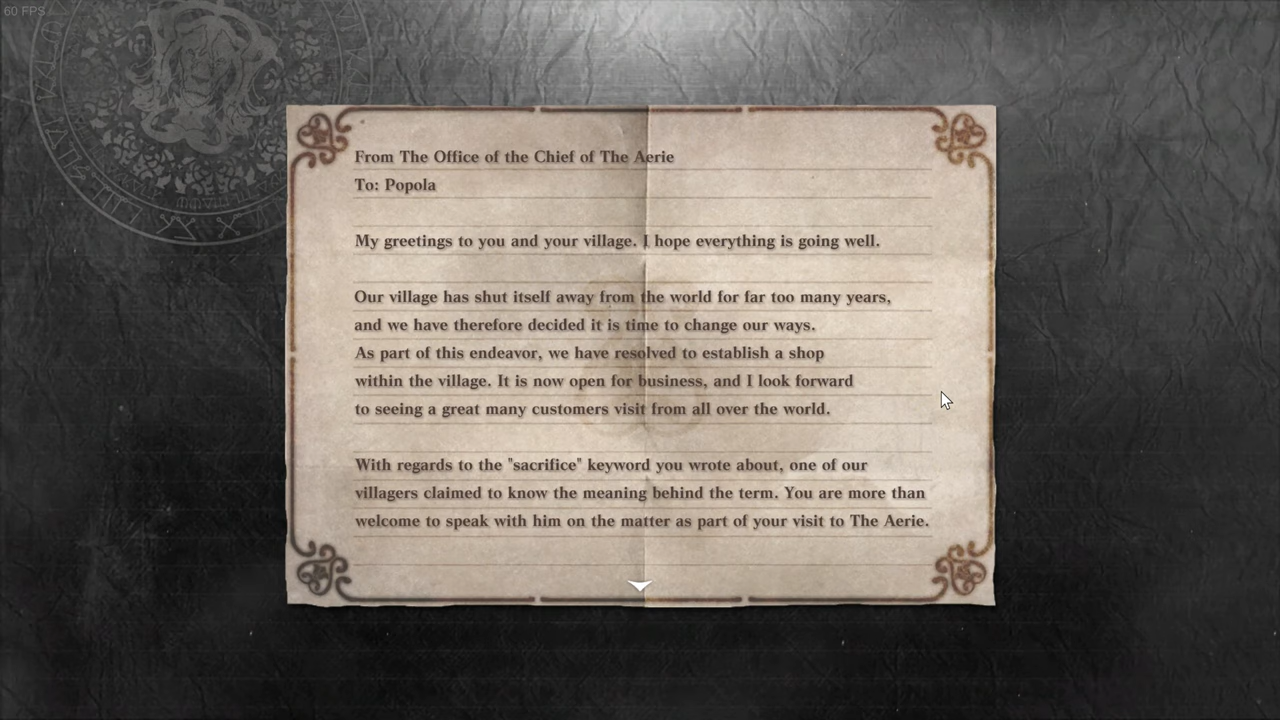 60 FPS
From The Office of the Chief of The Aerie
To: Popola
My greetings to you and your village. I hope everything is going well.
Our village has shut itself away from the world for far too many years,
and we have therefore decided it is time to change our ways.
As part of this endeavor, we have resolved to establish a shop
within the village. It is now open for business, and I look forward
to seeing a great many customers visit from all over the world.
With regards to the "sacrifice" keyword you wrote about, one of our
villagers claimed to know the meaning behind the term. You are more than
welcome to speak with him on the matter as part of your visit to The Aerie.